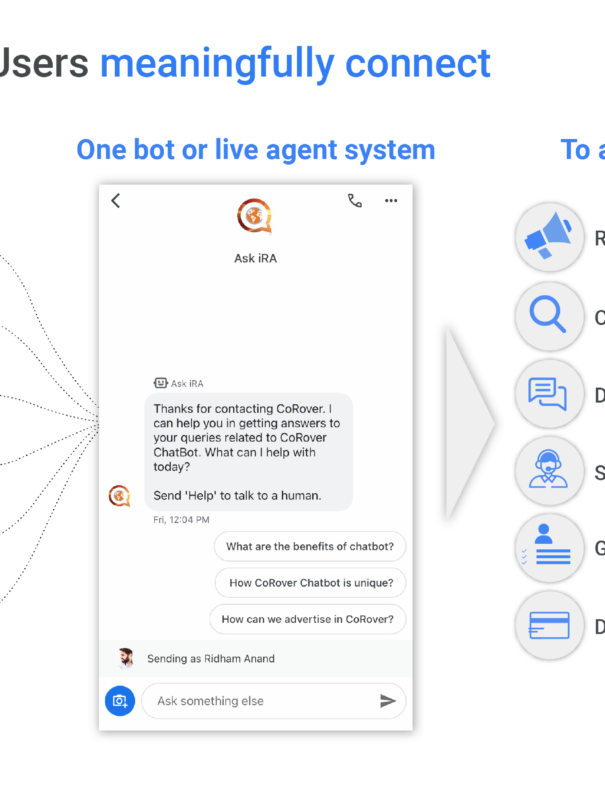 Users meaningfully connect
One bot or live agent system
To a
Ask iRA
Ask iRA
Thanks for contacting CoRover. I
can help you in getting answers to
your queries related to CoRover
ChatBot. What can I help with
today?
Send 'Help' to talk to a human.
Fri, 12:04 PM
What are the benefits of chatbot?
How CoRover Chatbot is unique?
How can we advertise in CoRover?
Sending as Ridham Anand
Ask something else
R
C
D
S
G
D